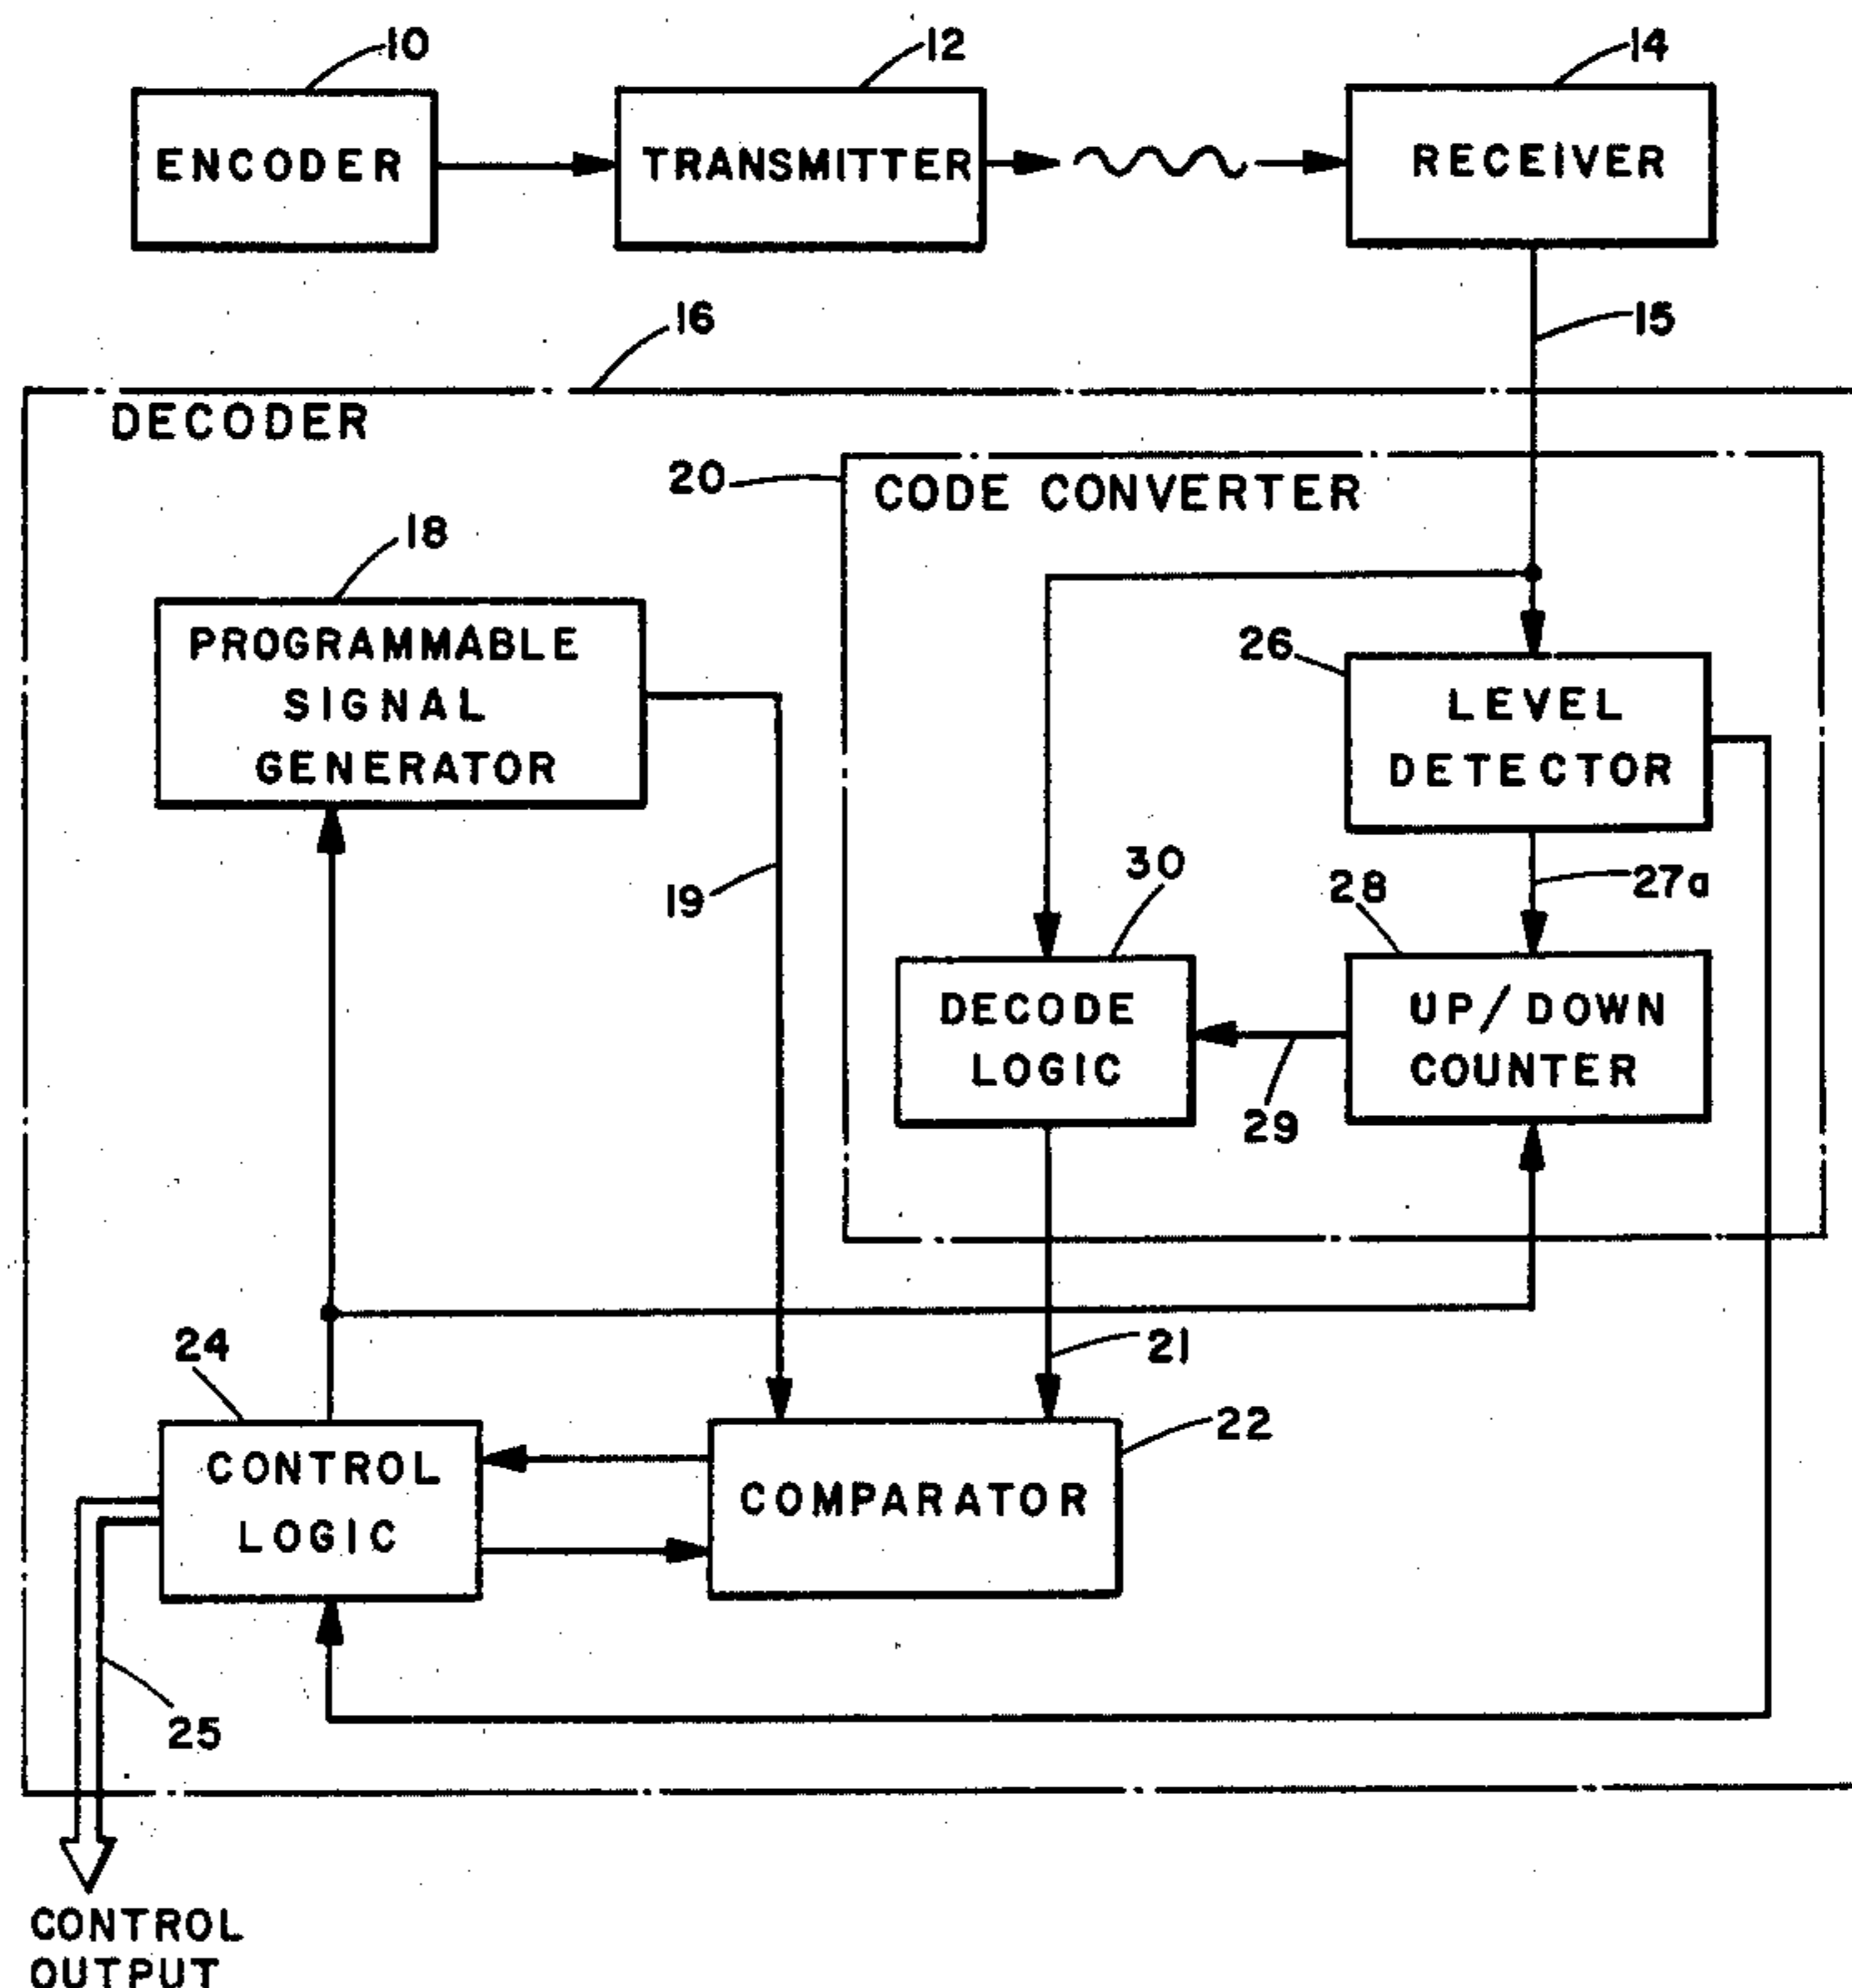 10
12
14
ENCODER
TRANSMITTER
RECEIVER
16
15
DECODER
20
CODE CONVERTER
18
PROGRAMMABLE
SIGNAL
GENERATOR
26
LEVEL
DETECTOR
19
30
28
27a
DECODE
LOGIC
UP/DOWN
COUNTER
29
24
21
22
CONTROL
LOGIC
COMPARATOR
25
CONTROL
OUTPUT